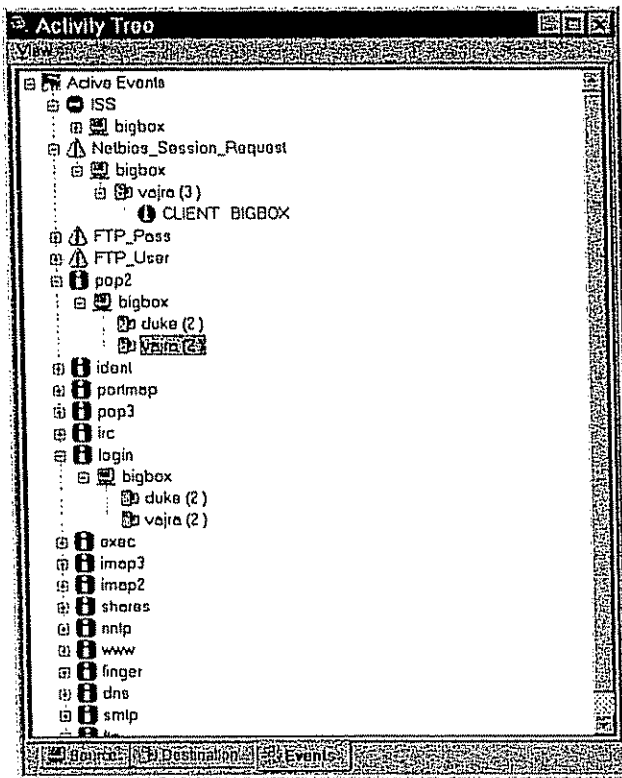 Activity Tree
View
Active Events
ISS
bigbox
Netbios_Session_Request
bigbox
vajra (3)
CLIENT BIGBOX
FTP_Pass
FTP_User
pop2
bigbox
duke (2)
vajra (2)
ident
portmap
pop3
irc
login
bigbox
duke (2)
vajra (2)
exec
imap3
imap2
shares
nntp
www
finger
dns
smtp
Source Destination Events